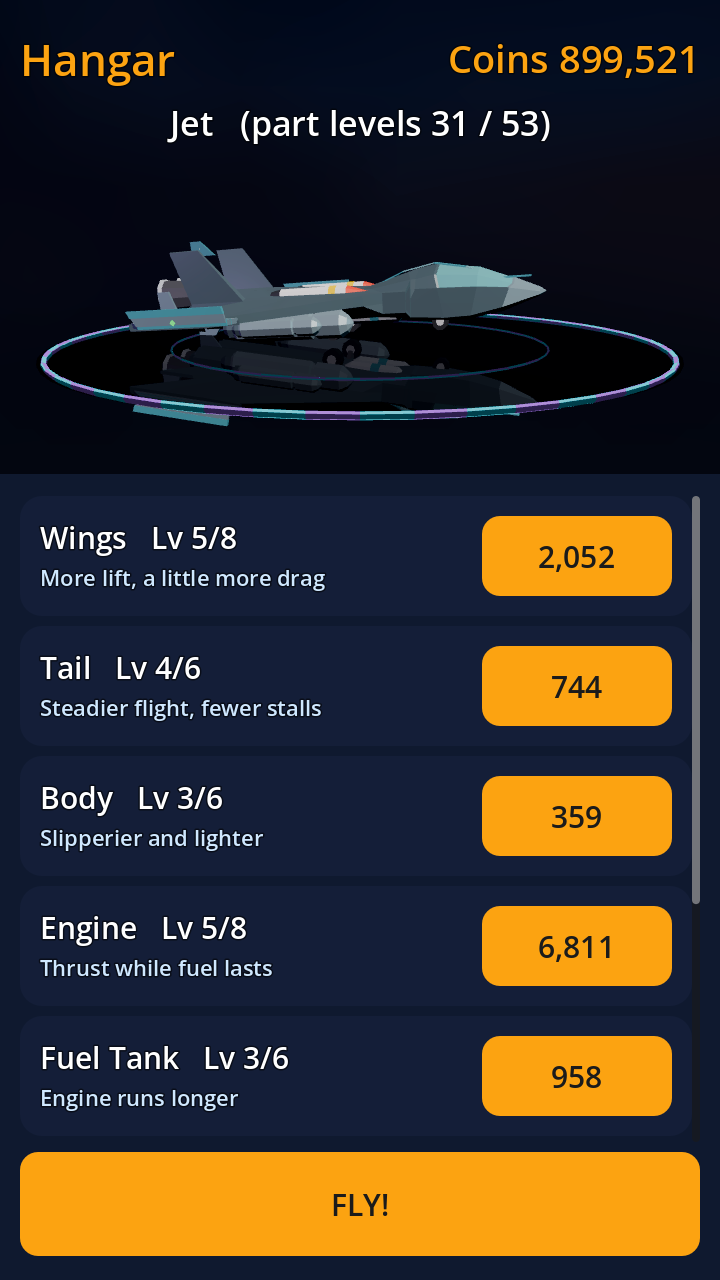 Hangar
Coins 899,521
Jet (part levels 31 / 53)
Wings Lv 5/8
More lift, a little more drag
2,052
Tail Lv 4/6
Steadier flight, fewer stalls
744
Body Lv 3/6
Slipperier and lighter
359
Engine Lv 5/8
Thrust while fuel lasts
6,811
Fuel Tank Lv 3/6
Engine runs longer
958
FLY!